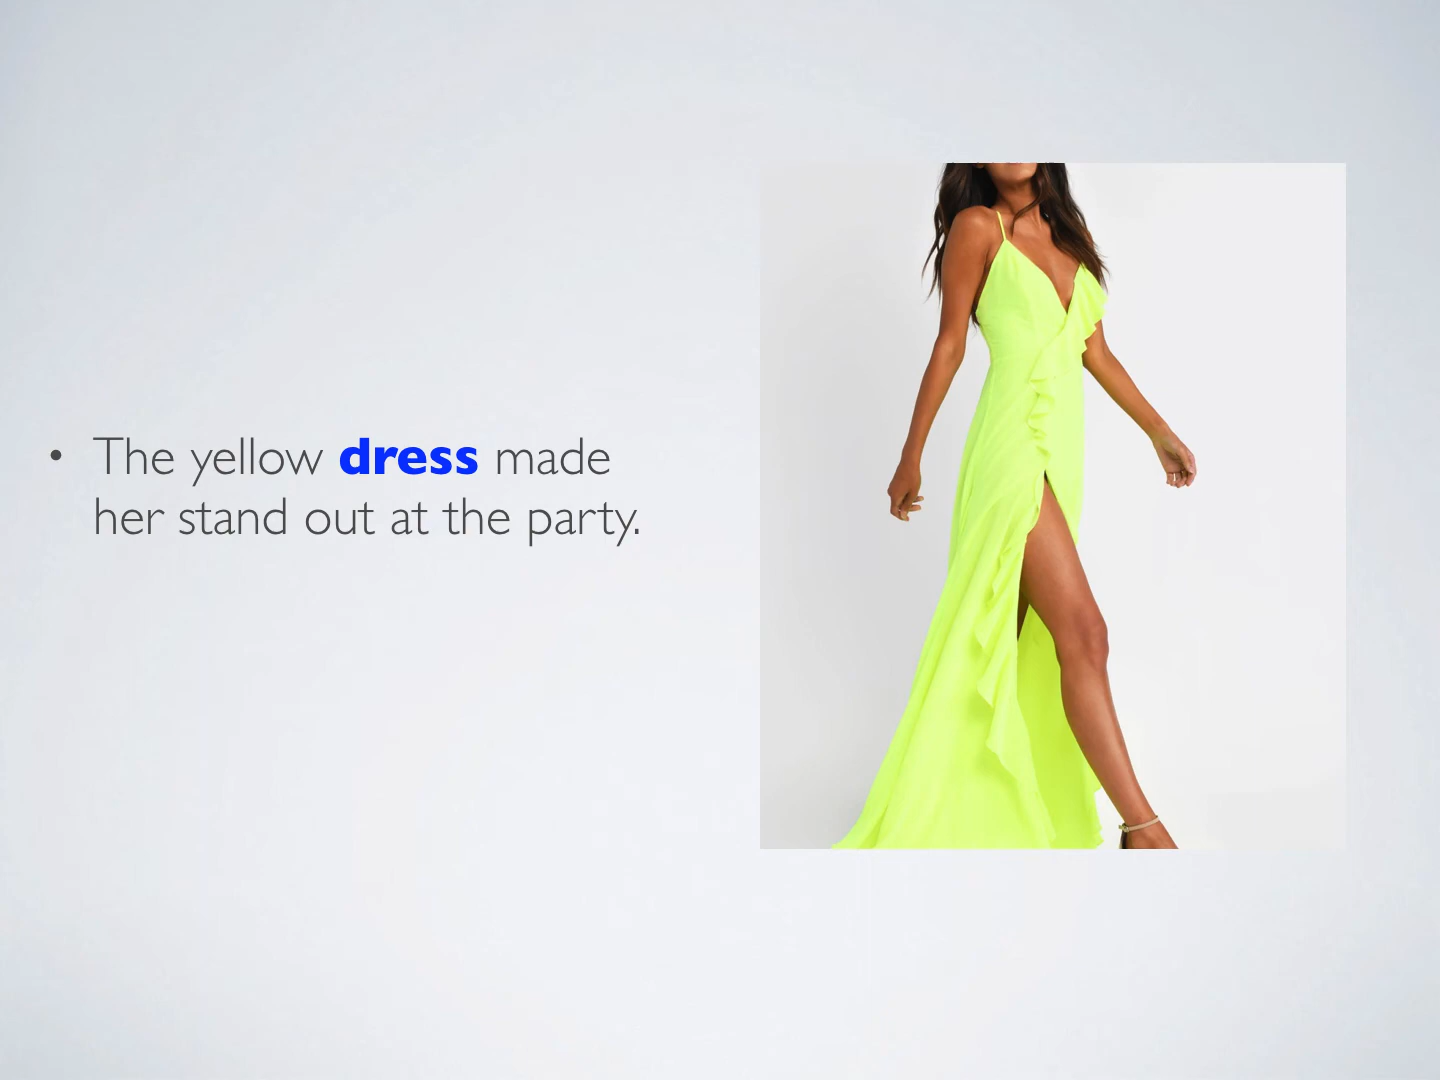 • The yellow dress made
her stand out at the party.